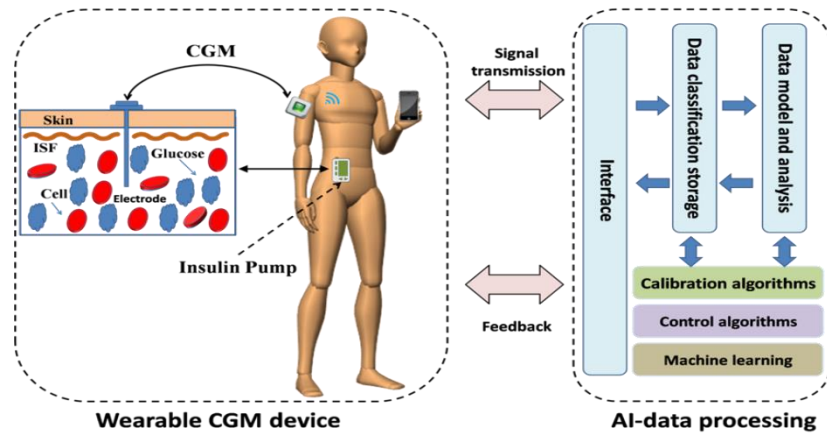 CGM
Skin
ISF
Glucose
Cell
Electrode
Insulin Pump
Wearable CGM device
Signal
transmission
Feedback
Interface
Data classification
storage
Data model and analysis
Calibration algorithms
Control algorithms
Machine learning
AI-data processing